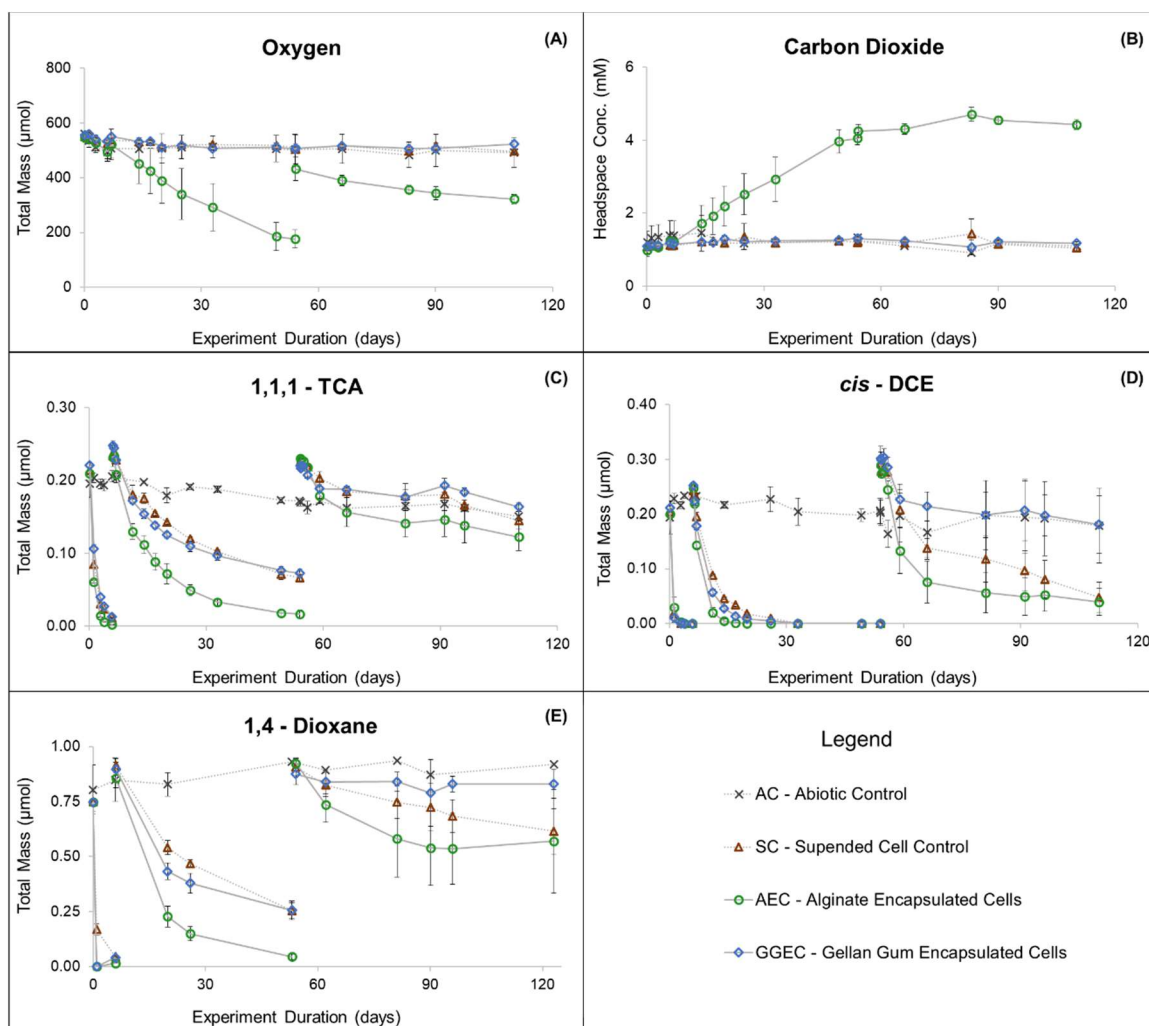 Oxygen
(A)
Total Mass (µmol)
800
600
400
200
0
0
30
60
90
120
Experiment Duration (days)
Carbon Dioxide
(B)
Headspace Conc. (mM)
6
4
2
0
0
30
60
90
120
Experiment Duration (days)
1,1,1 - TCA
(C)
Total Mass (µmol)
0.30
0.20
0.10
0.00
0
30
60
90
120
Experiment Duration (days)
cis - DCE
(D)
Total Mass (µmol)
0.40
0.30
0.20
0.10
0.00
0
30
60
90
120
Experiment Duration (days)
1,4 - Dioxane
(E)
Total Mass (µmol)
1.00
0.75
0.50
0.25
0.00
0
30
60
90
120
Experiment Duration (days)
Legend
AC - Abiotic Control
SC - Supended Cell Control
AEC - Alginate Encapsulated Cells
GGEC - Gellan Gum Encapsulated Cells